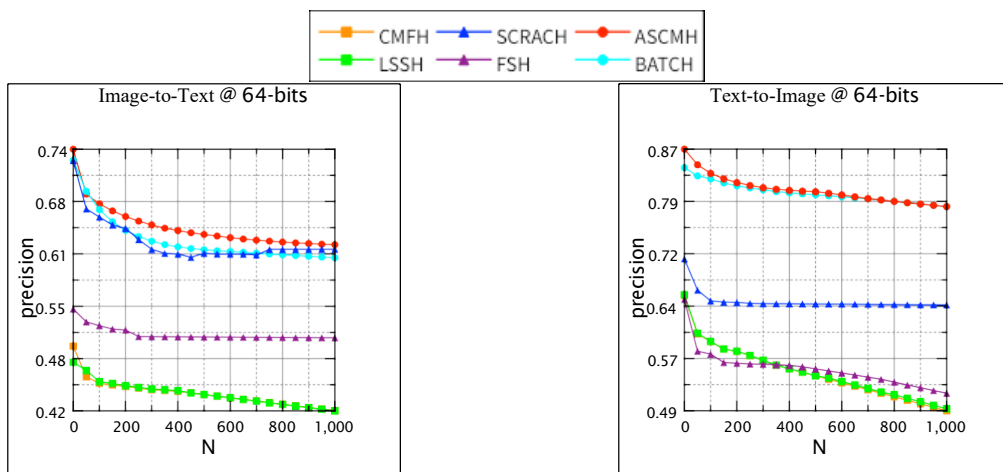 CMFH SCRACH ASCMH
LSSH FSH BATCH
Image-to-Text @ 64-bits
0.74
0.68
0.61
0.55
0.48
0.42
precision
0 200 400 600 800 1,000
N
Text-to-Image @ 64-bits
0.87
0.79
0.72
0.64
0.57
0.49
precision
0 200 400 600 800 1,000
N